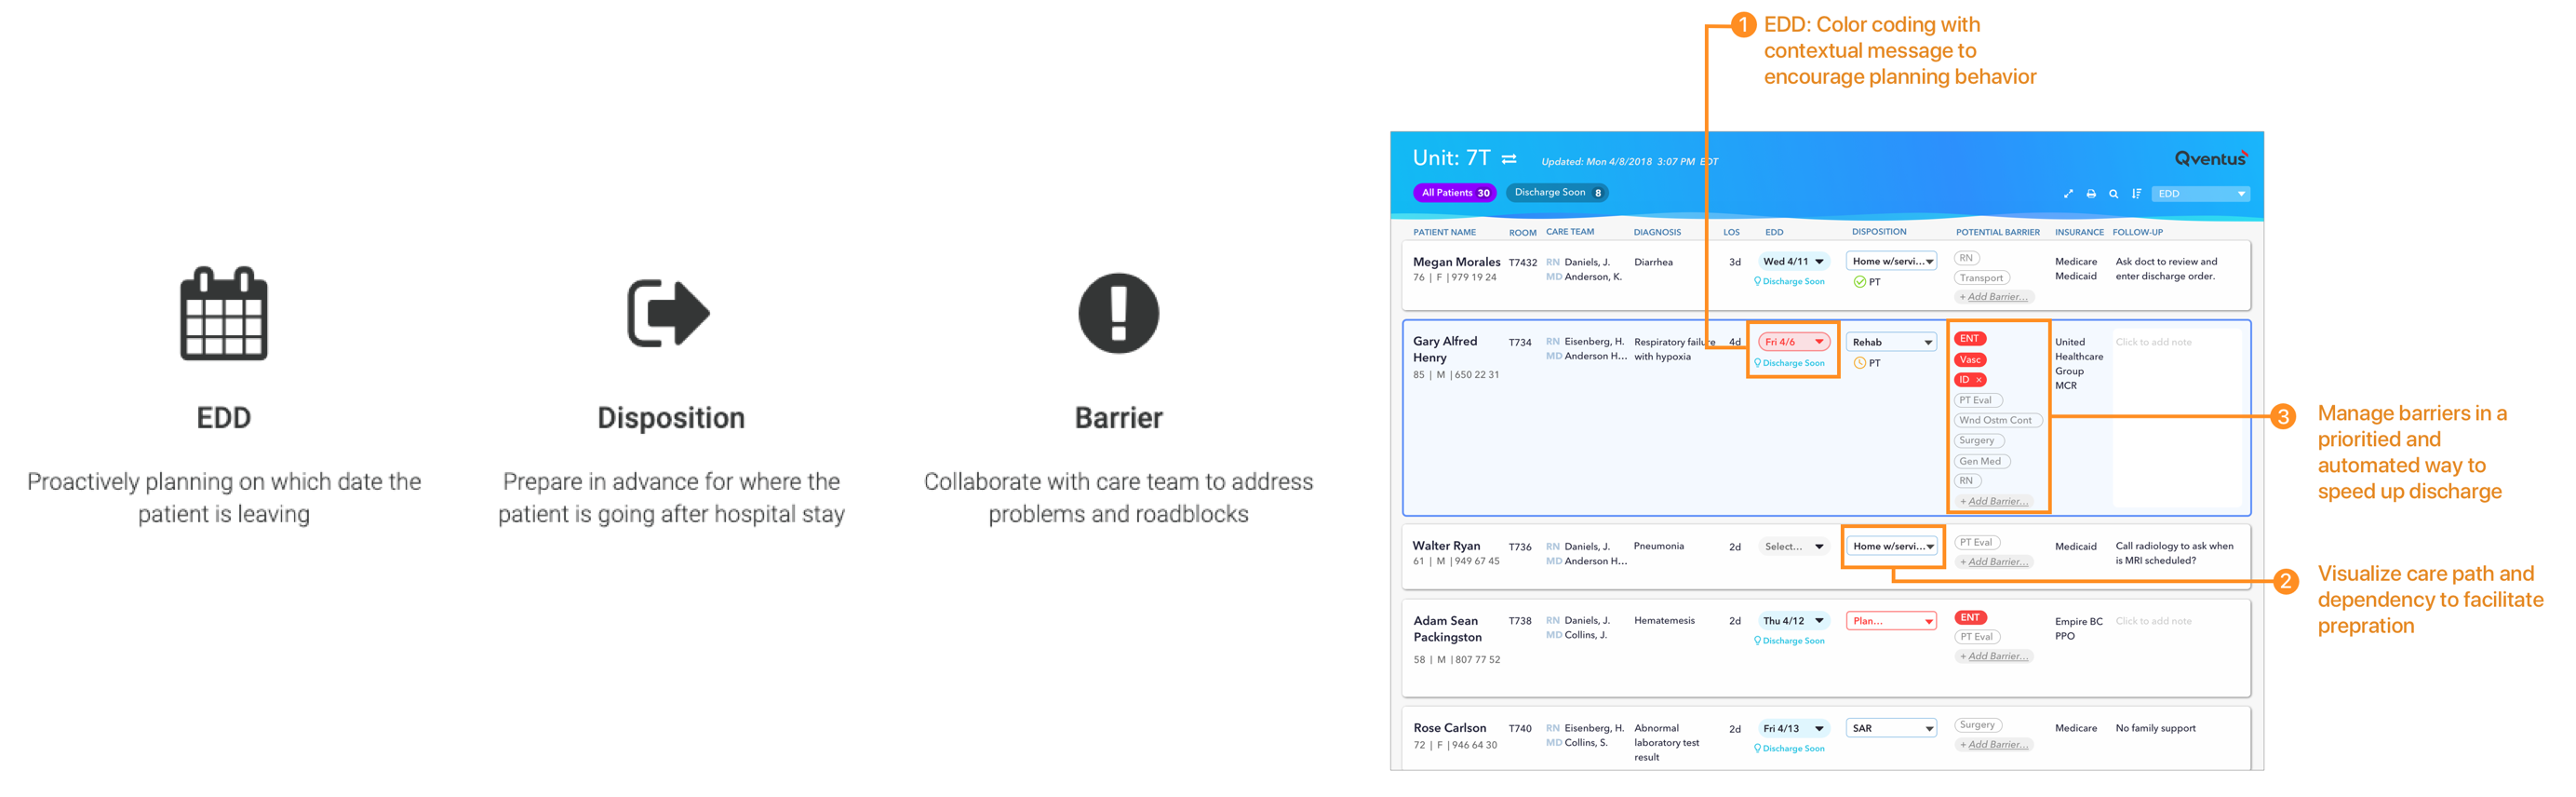 EDD
Proactively planning on which date the
patient is leaving
Disposition
Prepare in advance for where the
patient is going after hospital stay
Barrier
Collaborate with care team to address
problems and roadblocks
1 EDD: Color coding with
contextual message to
encourage planning behavior
Unit: 7T
Updated: Mon 4/8/2018 3:07 PM EDT
Qventus
All Patients 30
Discharge Soon 8
EDD
PATIENT NAME ROOM CARE TEAM DIAGNOSIS LOS EDD DISPOSITION POTENTIAL BARRIER INSURANCE FOLLOW-UP
Megan Morales
76 | F | 979 19 24
T7432
RN Daniels, J.
MD Anderson, K.
Diarrhea
3d
Wed 4/11
Discharge Soon
Home w/servi...
PT
RN
Transport
+ Add Barrier...
Medicare
Medicaid
Ask doct to review and
enter discharge order.
Gary Alfred
Henry
85 | M | 650 22 31
T734
RN Eisenberg, H.
MD Anderson H...
Respiratory failure
with hypoxia
4d
Fri 4/6
Discharge Soon
Rehab
PT
ENT
Vasc
ID ×
PT Eval
Wnd Ostm Cont
Surgery
Gen Med
RN
+ Add Barrier...
United
Healthcare
Group
MCR
Click to add note
Walter Ryan
61 | M | 949 67 45
T736
RN Daniels, J.
MD Anderson H...
Pneumonia
2d
Select...
Home w/servi...
PT Eval
+ Add Barrier...
Medicaid
Call radiology to ask when
is MRI scheduled?
Adam Sean
Packingston
58 | M | 807 77 52
T738
RN Daniels, J.
MD Collins, J.
Hematemesis
2d
Thu 4/12
Discharge Soon
Plan...
ENT
PT Eval
+ Add Barrier...
Empire BC
PPO
Click to add note
Rose Carlson
72 | F | 946 64 30
T740
RN Eisenberg, H.
MD Collins, S.
Abnormal
laboratory test
result
2d
Fri 4/13
Discharge Soon
SAR
Surgery
+ Add Barrier...
Medicare
No family support
3 Manage barriers in a
prioritied and
automated way to
speed up discharge
2 Visualize care path and
dependency to facilitate
prepration